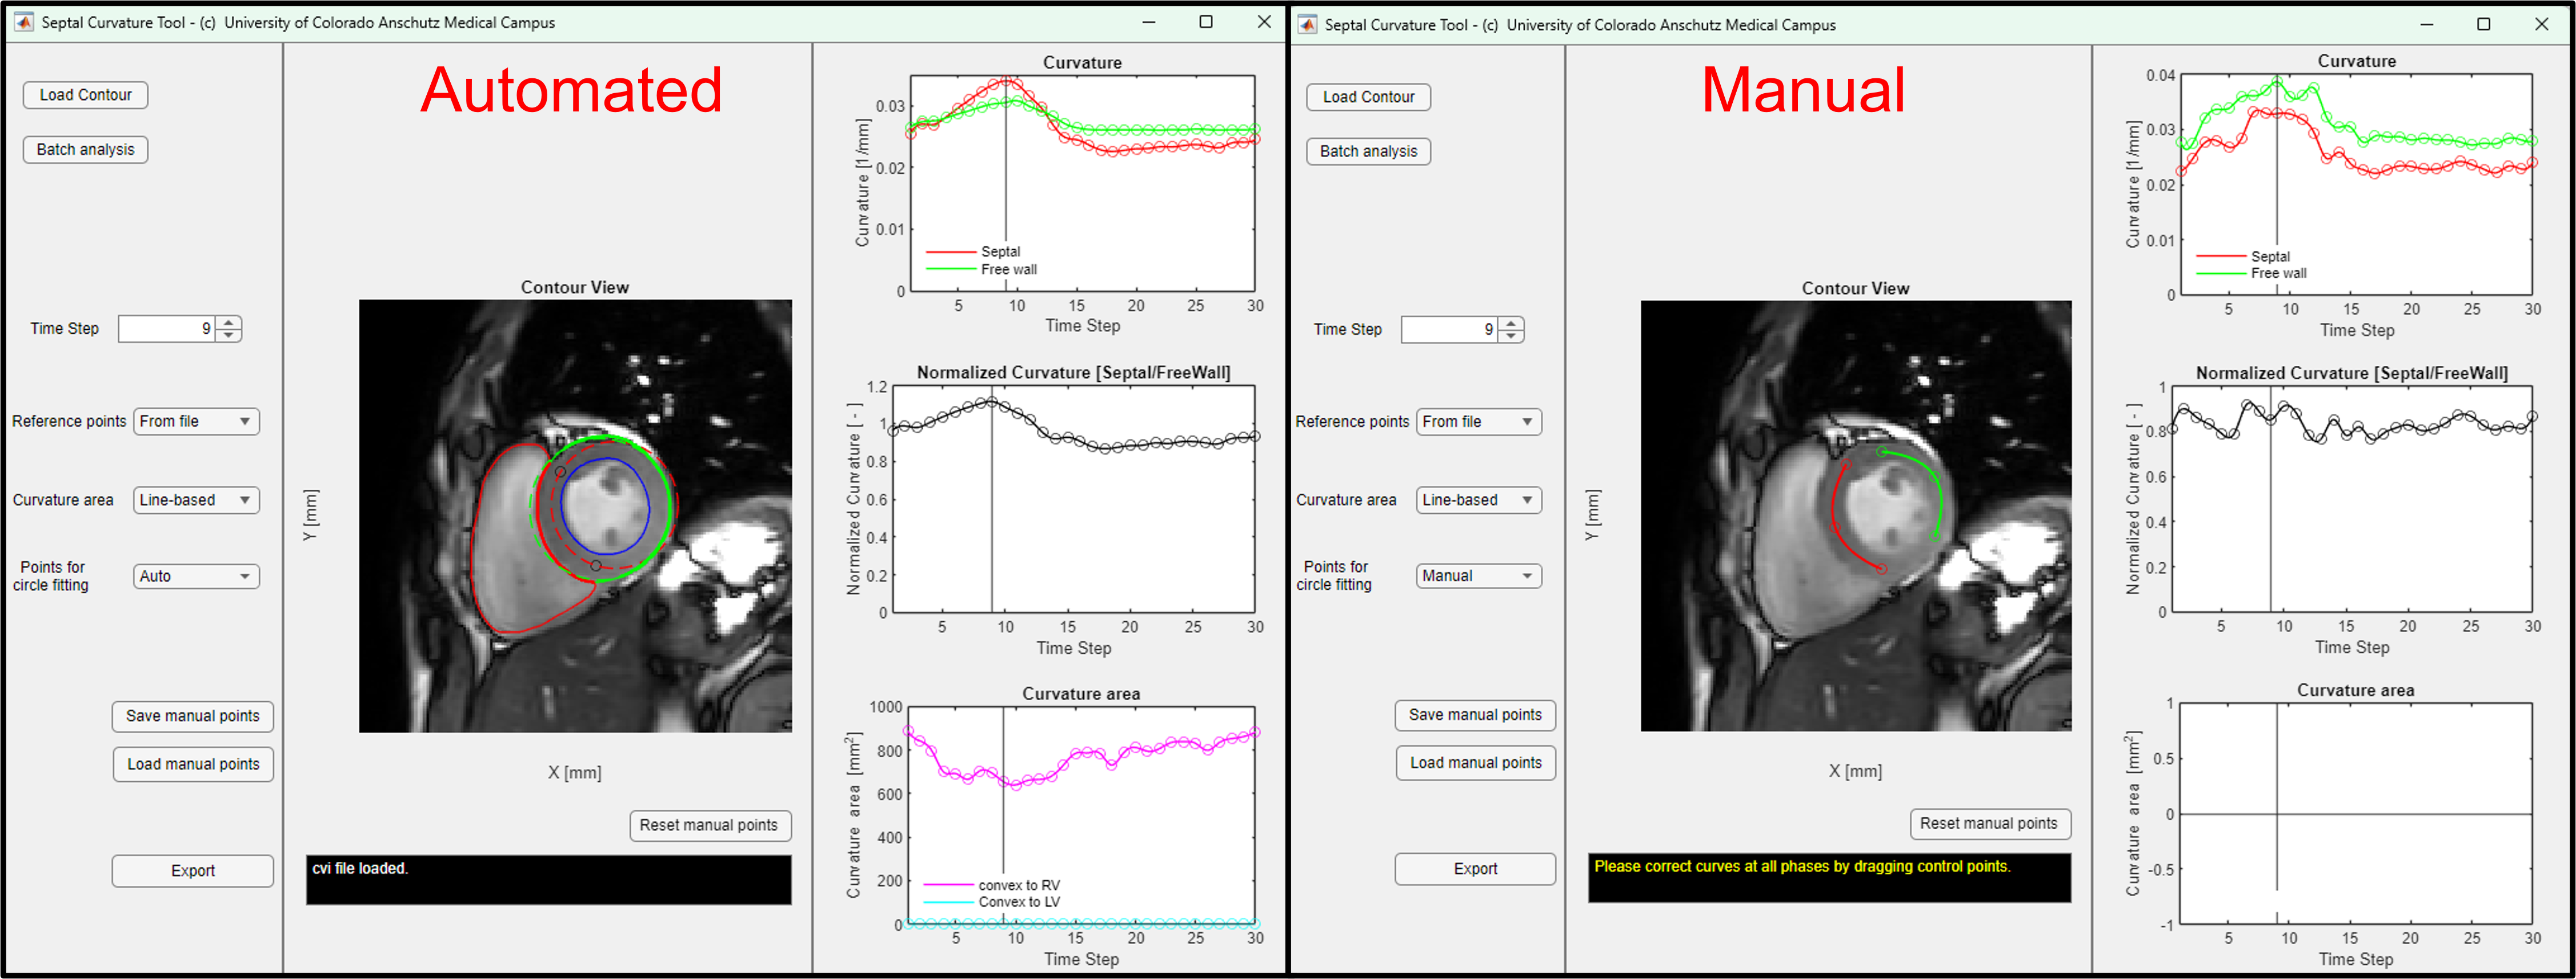 Septal Curvature Tool - (c) University of Colorado Anschutz Medical Campus
Automated
Load Contour
Batch analysis
Time Step 9
Reference points From file
Curvature area Line-based
Points for
circle fitting
Auto
Save manual points
Load manual points
Export
Contour View
Y [mm]
X [mm]
Reset manual points
cvi file loaded.
Curvature
Curvature [1/mm]
0.03
0.02
0.01
0
Septal
Free wall
5 10 15 20 25 30
Time Step
Normalized Curvature [Septal/FreeWall]
Normalized Curvature [ - ]
1.2
1
0.8
0.6
0.4
0.2
0
5 10 15 20 25 30
Time Step
Curvature area
Curvature area [mm²]
1000
800
600
400
200
0
convex to RV
Convex to LV
5 10 15 20 25 30
Time Step
Septal Curvature Tool - (c) University of Colorado Anschutz Medical Campus
Manual
Load Contour
Batch analysis
Time Step 9
Reference points From file
Curvature area Line-based
Points for
circle fitting
Manual
Save manual points
Load manual points
Export
Contour View
Y [mm]
X [mm]
Reset manual points
Please correct curves at all phases by dragging control points.
Curvature
Curvature [1/mm]
0.04
0.03
0.02
0.01
0
Septal
Free wall
5 10 15 20 25 30
Time Step
Normalized Curvature [Septal/FreeWall]
Normalized Curvature [ - ]
1
0.8
0.6
0.4
0.2
0
5 10 15 20 25 30
Time Step
Curvature area
Curvature area [mm²]
1
0.5
0
-0.5
-1
5 10 15 20 25 30
Time Step